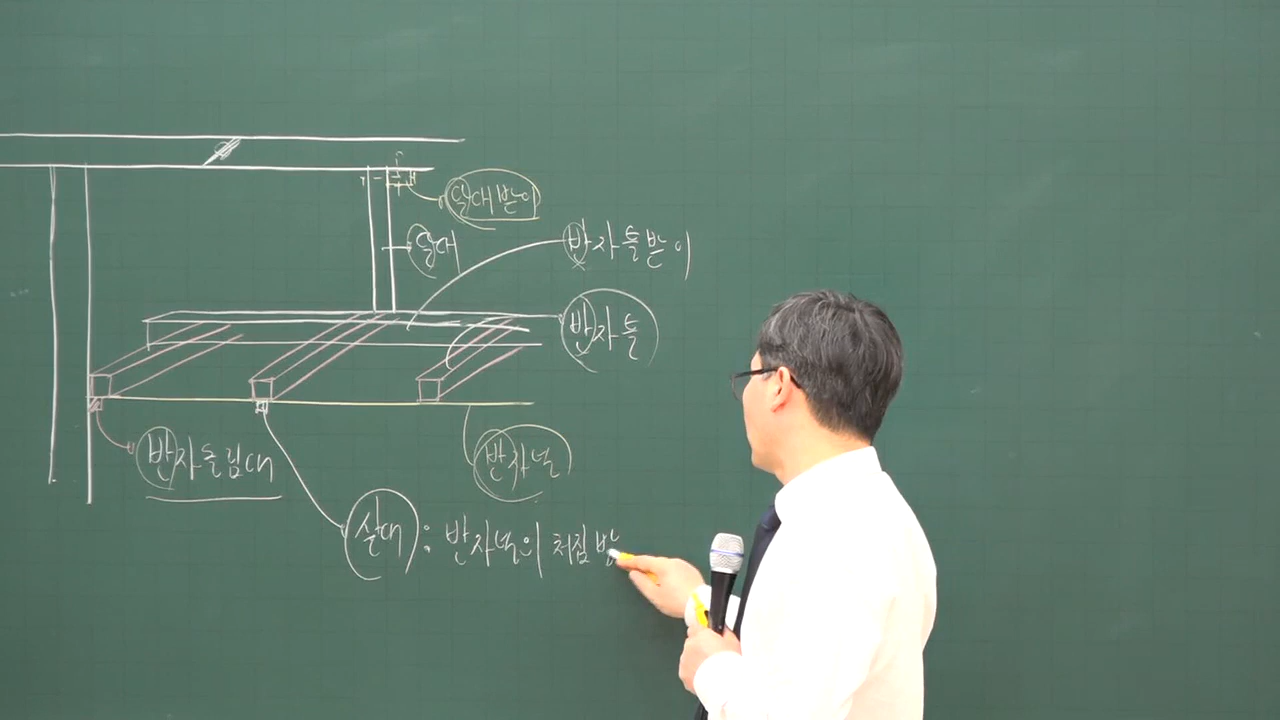 달대받이
달대
반자틀받이
반자틀
반자돌림대
반자널
살대 : 반자널의 처짐 방